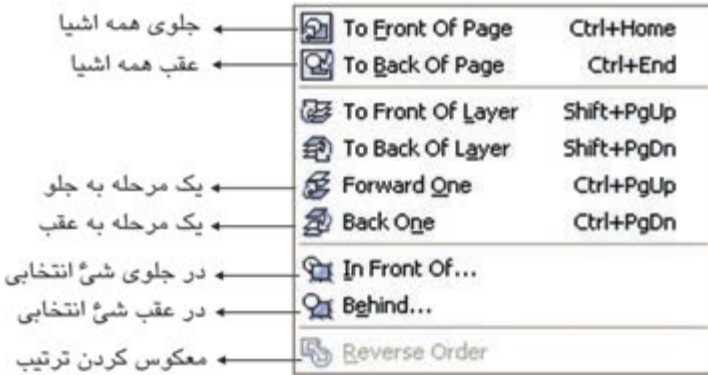 جلوی همه اشیا To Front Of Page Ctrl+Home
عقب همه اشیا To Back Of Page Ctrl+End
To Front Of Layer Shift+PgUp
To Back Of Layer Shift+PgDn
یک مرحله به جلو Forward One Ctrl+PgUp
یک مرحله به عقب Back One Ctrl+PgDn
در جلوی شئ انتخابی In Front Of...
در عقب شئ انتخابی Behind...
معکوس کردن ترتیب Reverse Order